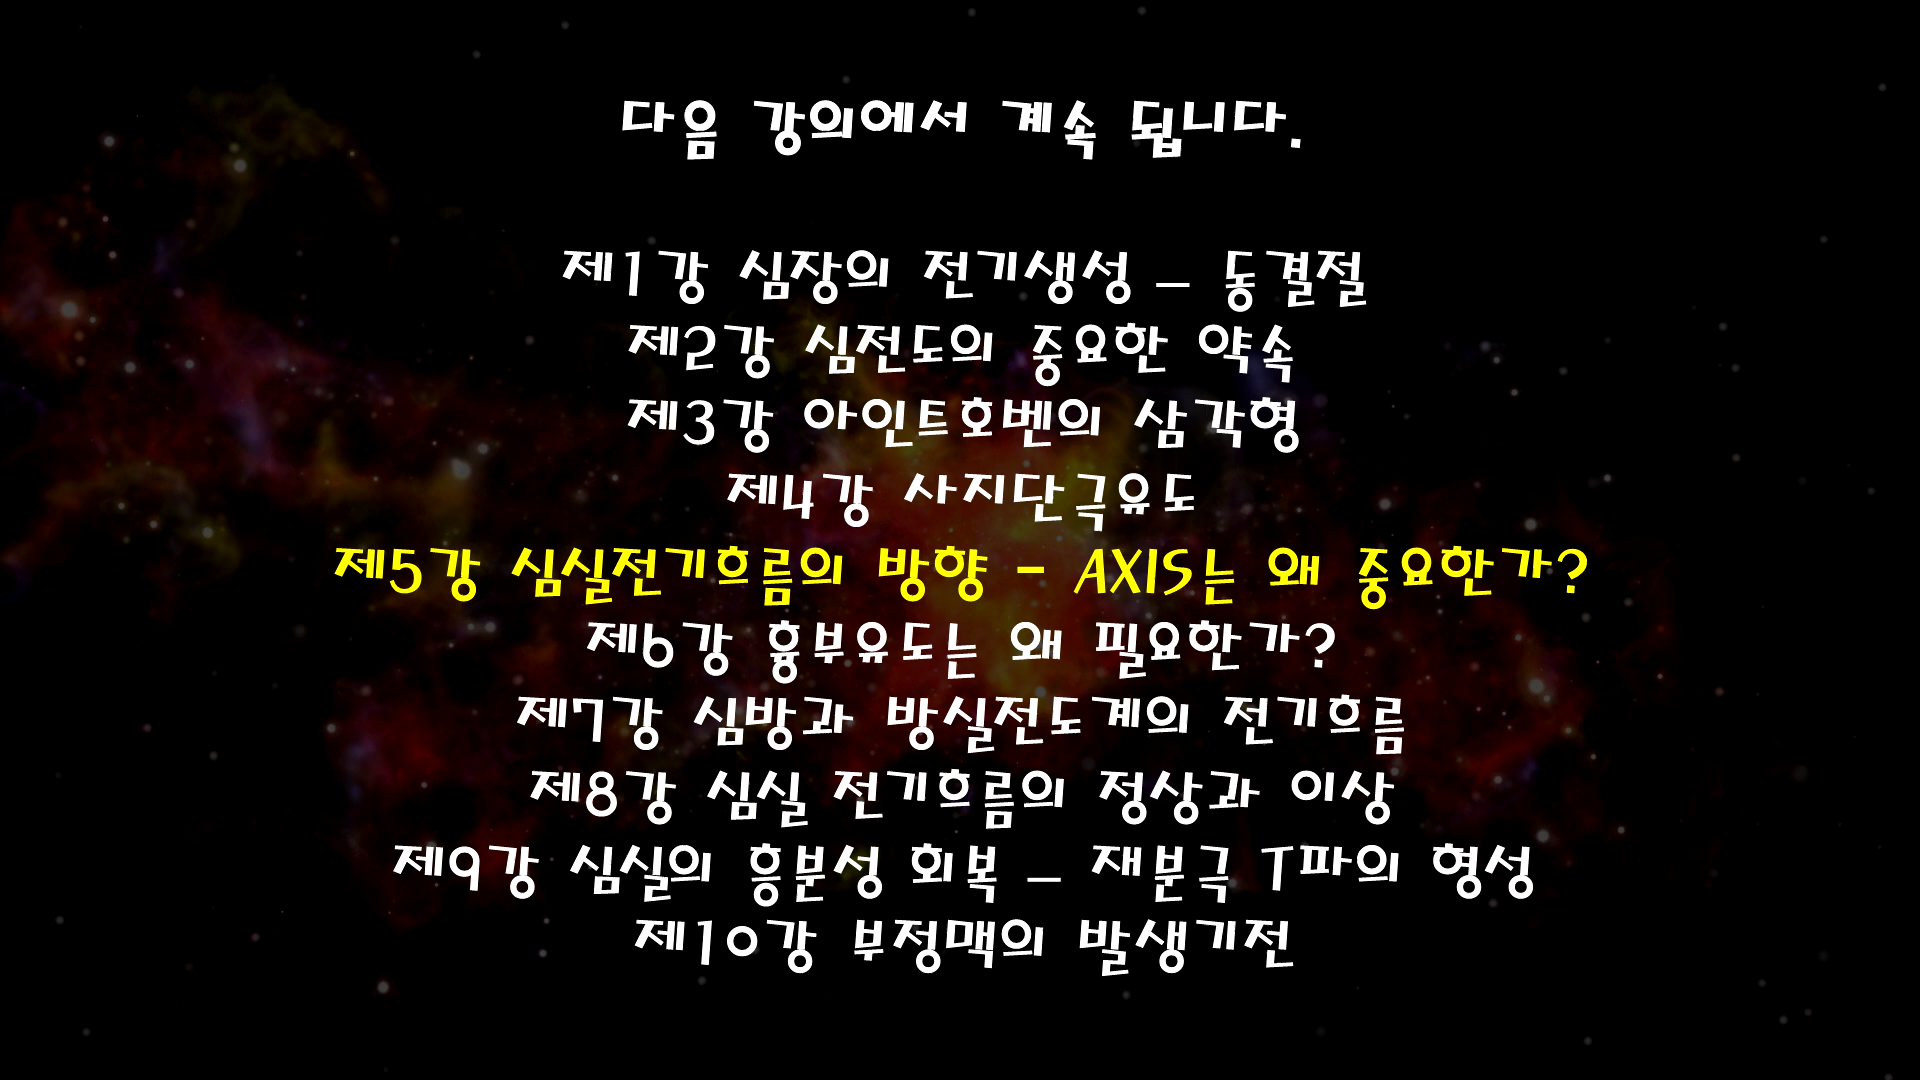 다음 강의에서 계속 됩니다.
제1강 심장의 전기생성 – 동결절
제2강 심전도의 중요한 약속
제3강 아인트호벤의 삼각형
제4강 사지단극유도
제5강 심실전기흐름의 방향 - AXIS는 왜 중요한가?
제6강 흉부유도는 왜 필요한가?
제7강 심방과 방실전도계의 전기흐름
제8강 심실 전기흐름의 정상과 이상
제9강 심실의 흥분성 회복 – 재분극 T파의 형성
제10강 부정맥의 발생기전